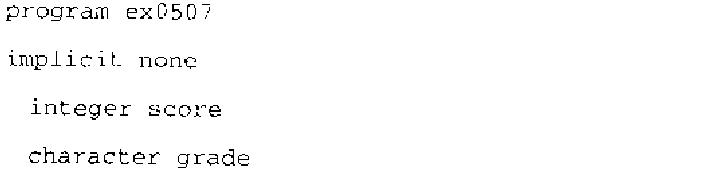 program ex0507
implicit none
integer score
character grade